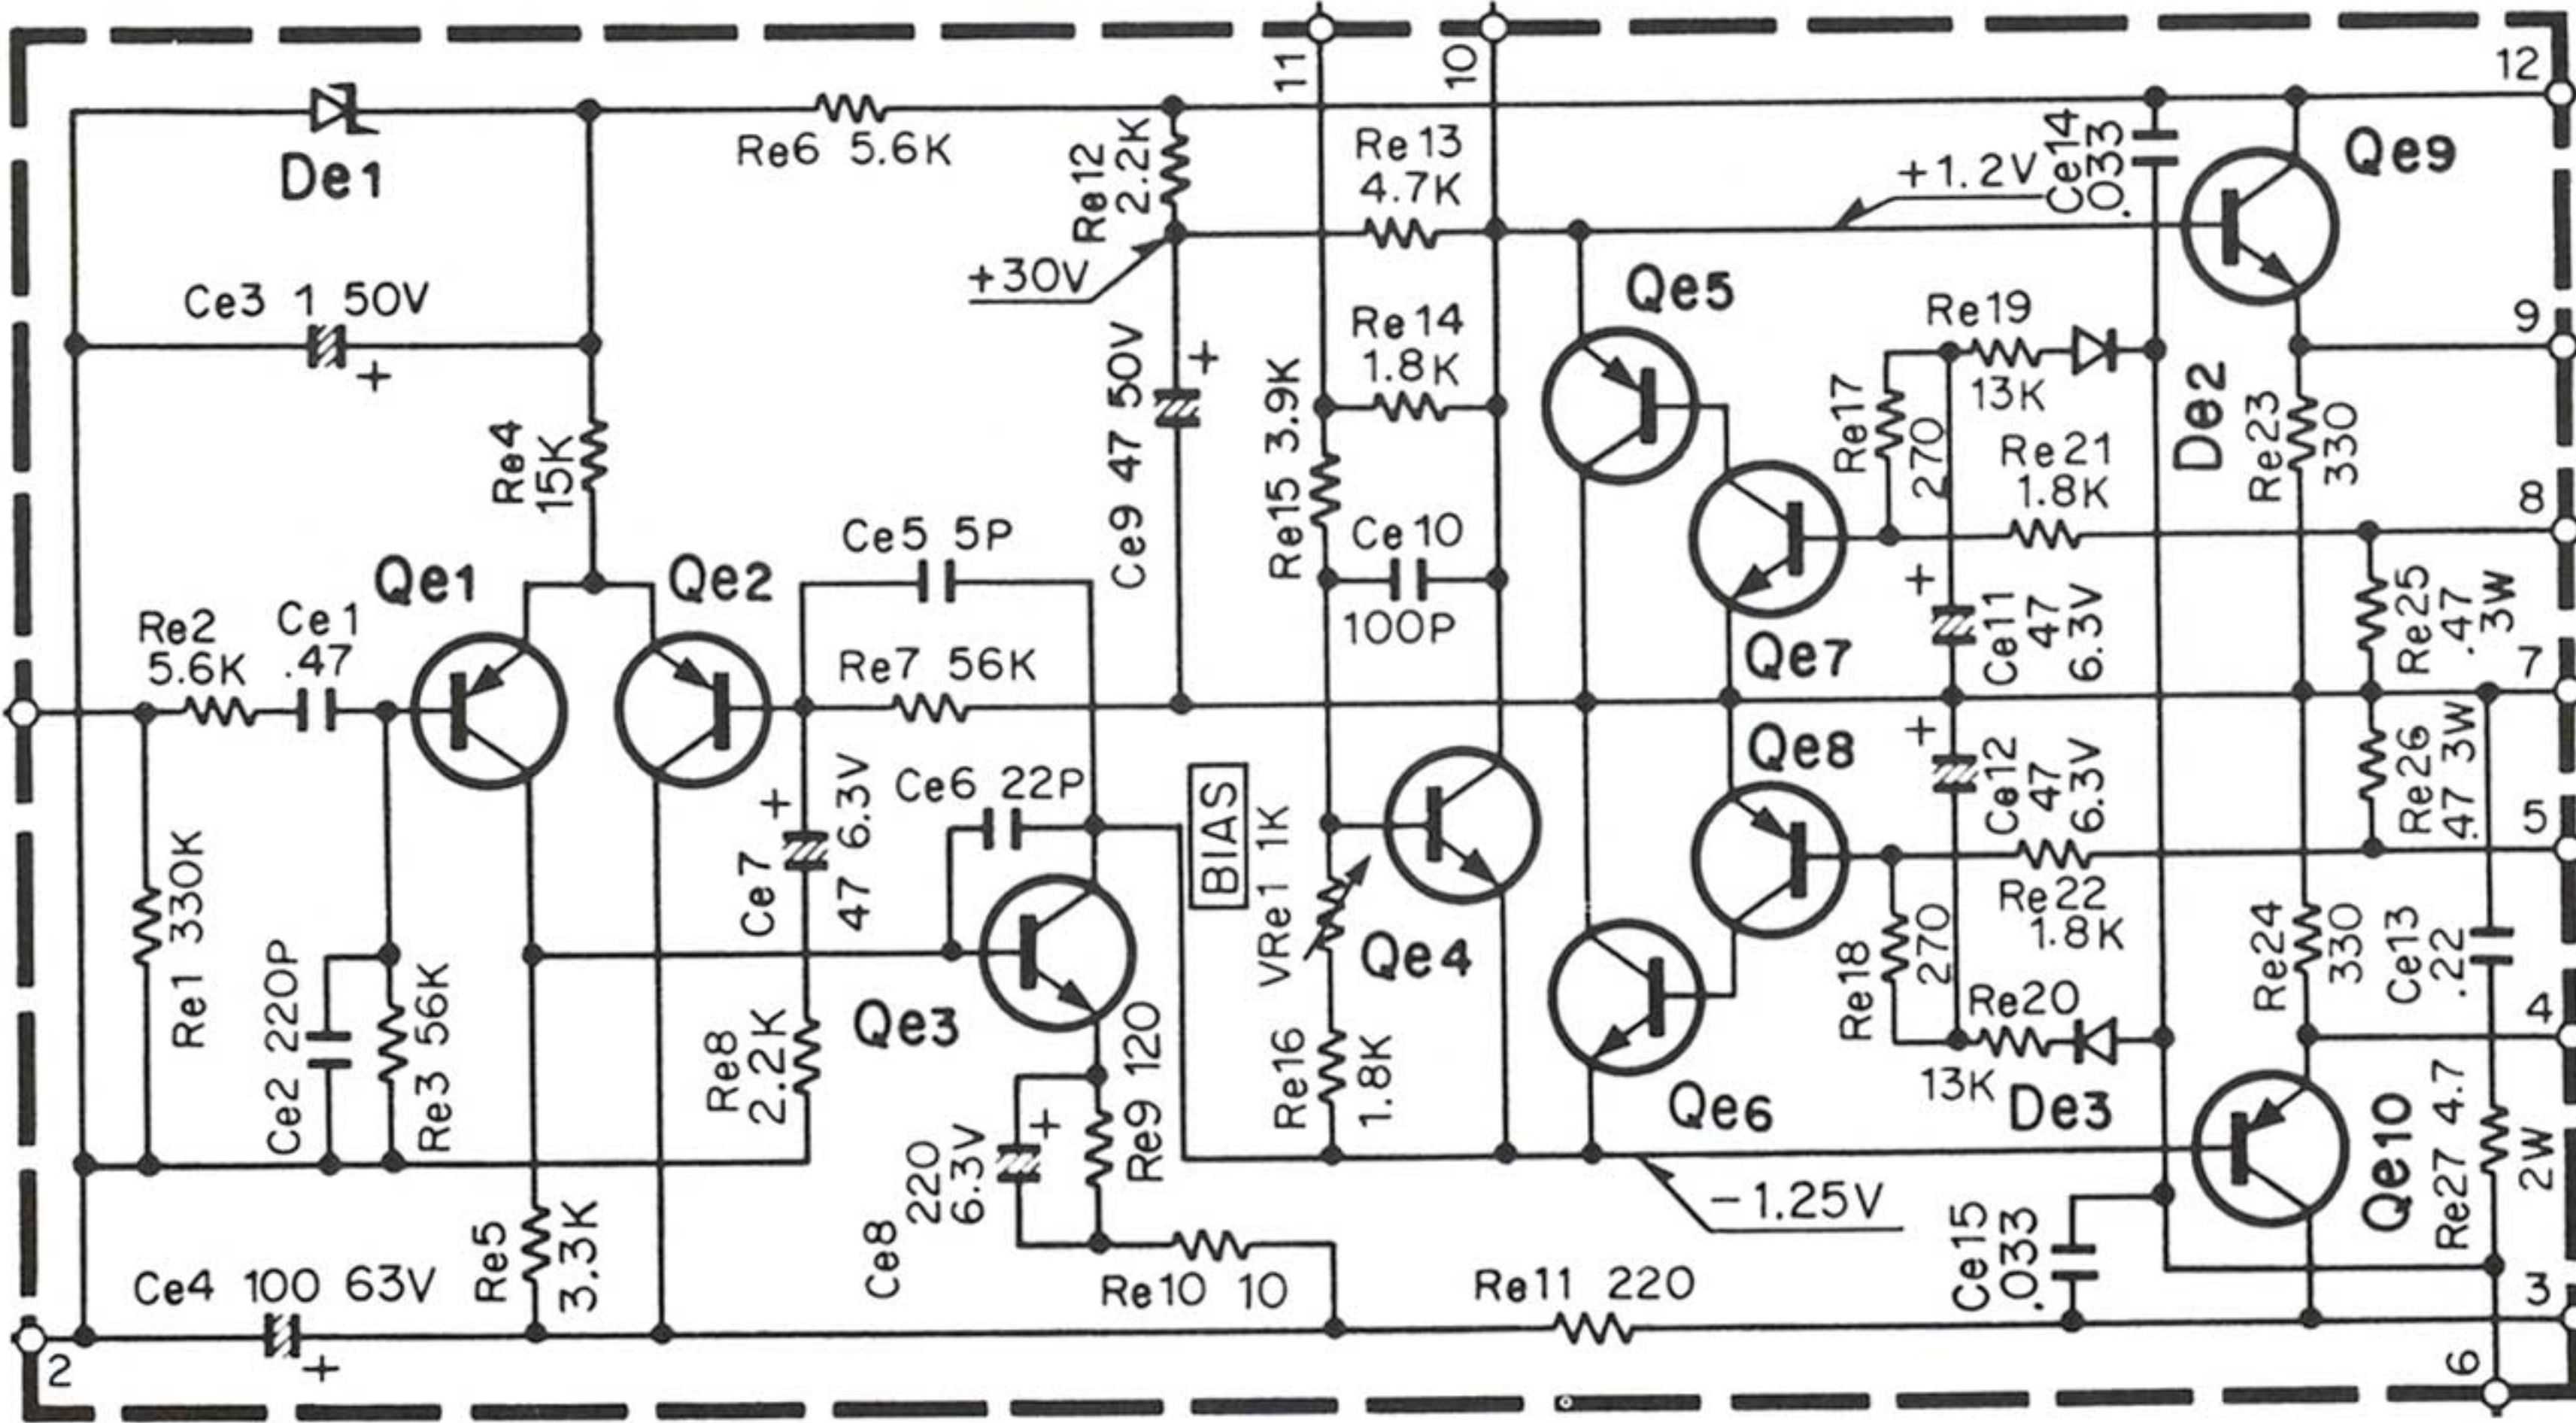 11
10
12
De1
Re6 5.6K
Re12
2.2K
Re13
4.7K
+1.2V
Ce14
.033
Qe9
+30V
Ce3 1 50V
+
Qe5
Re19
13K
9
Re14
1.8K
De2
Re4
15K
Ce9 47 50V
+
Re15 3.9K
Re17
270
Re21
1.8K
Re23
330
8
Ce5 5P
Ce10
100P
Qe1
Qe2
Re2
5.6K
Ce1
.47
Re7 56K
Qe7
+
Ce11
47
6.3V
Re25
.47
3W
7
Qe8
+
Ce12
47
6.3V
Re26
.47 3W
5
Ce6 22P
BIAS
VRe1 1K
Qe4
+
Ce7
47 6.3V
Re1 330K
Ce2 220P
Re3 56K
Qe3
Re8
2.2K
Re22
1.8K
Re18
270
Re20
13K
De3
Re24
330
Ce13
.22
4
Re16
1.8K
Qe6
Qe10
Re27 4.7
2W
Re9 120
+
Ce8
220
6.3V
-1.25V
Re5
3.3K
Ce4 100 63V
+
Re10 10
Re11 220
Ce15
.033
3
2
6